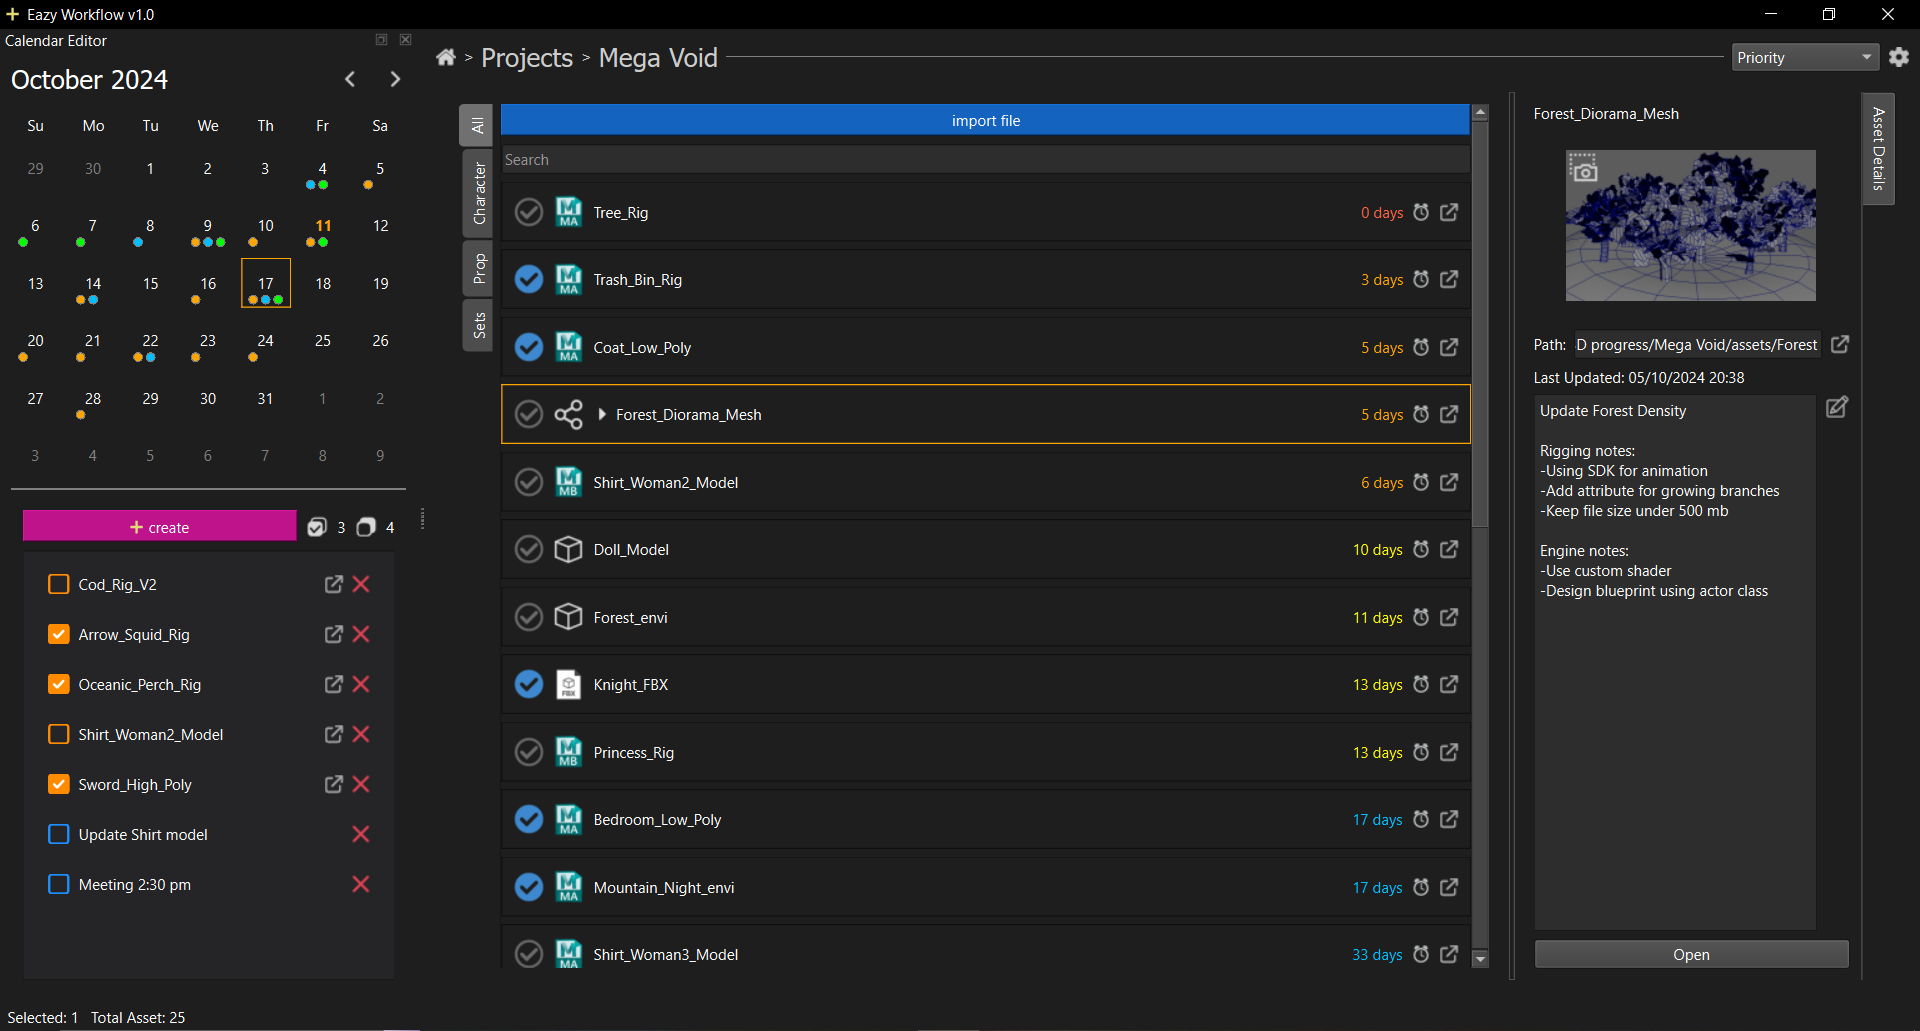 Eazy Workflow v1.0
Calendar Editor
October 2024
Su Mo Tu We Th Fr Sa
29 30 1 2 3 4 5
6 7 8 9 10 11 12
13 14 15 16 17 18 19
20 21 22 23 24 25 26
27 28 29 30 31 1 2
3 4 5 6 7 8 9
+ create 3 4
Cod_Rig_V2
Arrow_Squid_Rig
Oceanic_Perch_Rig
Shirt_Woman2_Model
Sword_High_Poly
Update Shirt model
Meeting 2:30 pm
> Projects > Mega Void
Priority
All
Character
Prop
Sets
import file
Search
MA Tree_Rig 0 days
MA Trash_Bin_Rig 3 days
MA Coat_Low_Poly 5 days
Forest_Diorama_Mesh 5 days
MB Shirt_Woman2_Model 6 days
Doll_Model 10 days
Forest_envi 11 days
FBX Knight_FBX 13 days
MB Princess_Rig 13 days
MA Bedroom_Low_Poly 17 days
MA Mountain_Night_envi 17 days
MA Shirt_Woman3_Model 33 days
Forest_Diorama_Mesh
Asset Details
Path: D progress/Mega Void/assets/Forest
Last Updated: 05/10/2024 20:38
Update Forest Density
Rigging notes:
-Using SDK for animation
-Add attribute for growing branches
-Keep file size under 500 mb
Engine notes:
-Use custom shader
-Design blueprint using actor class
Open
Selected: 1 Total Asset: 25